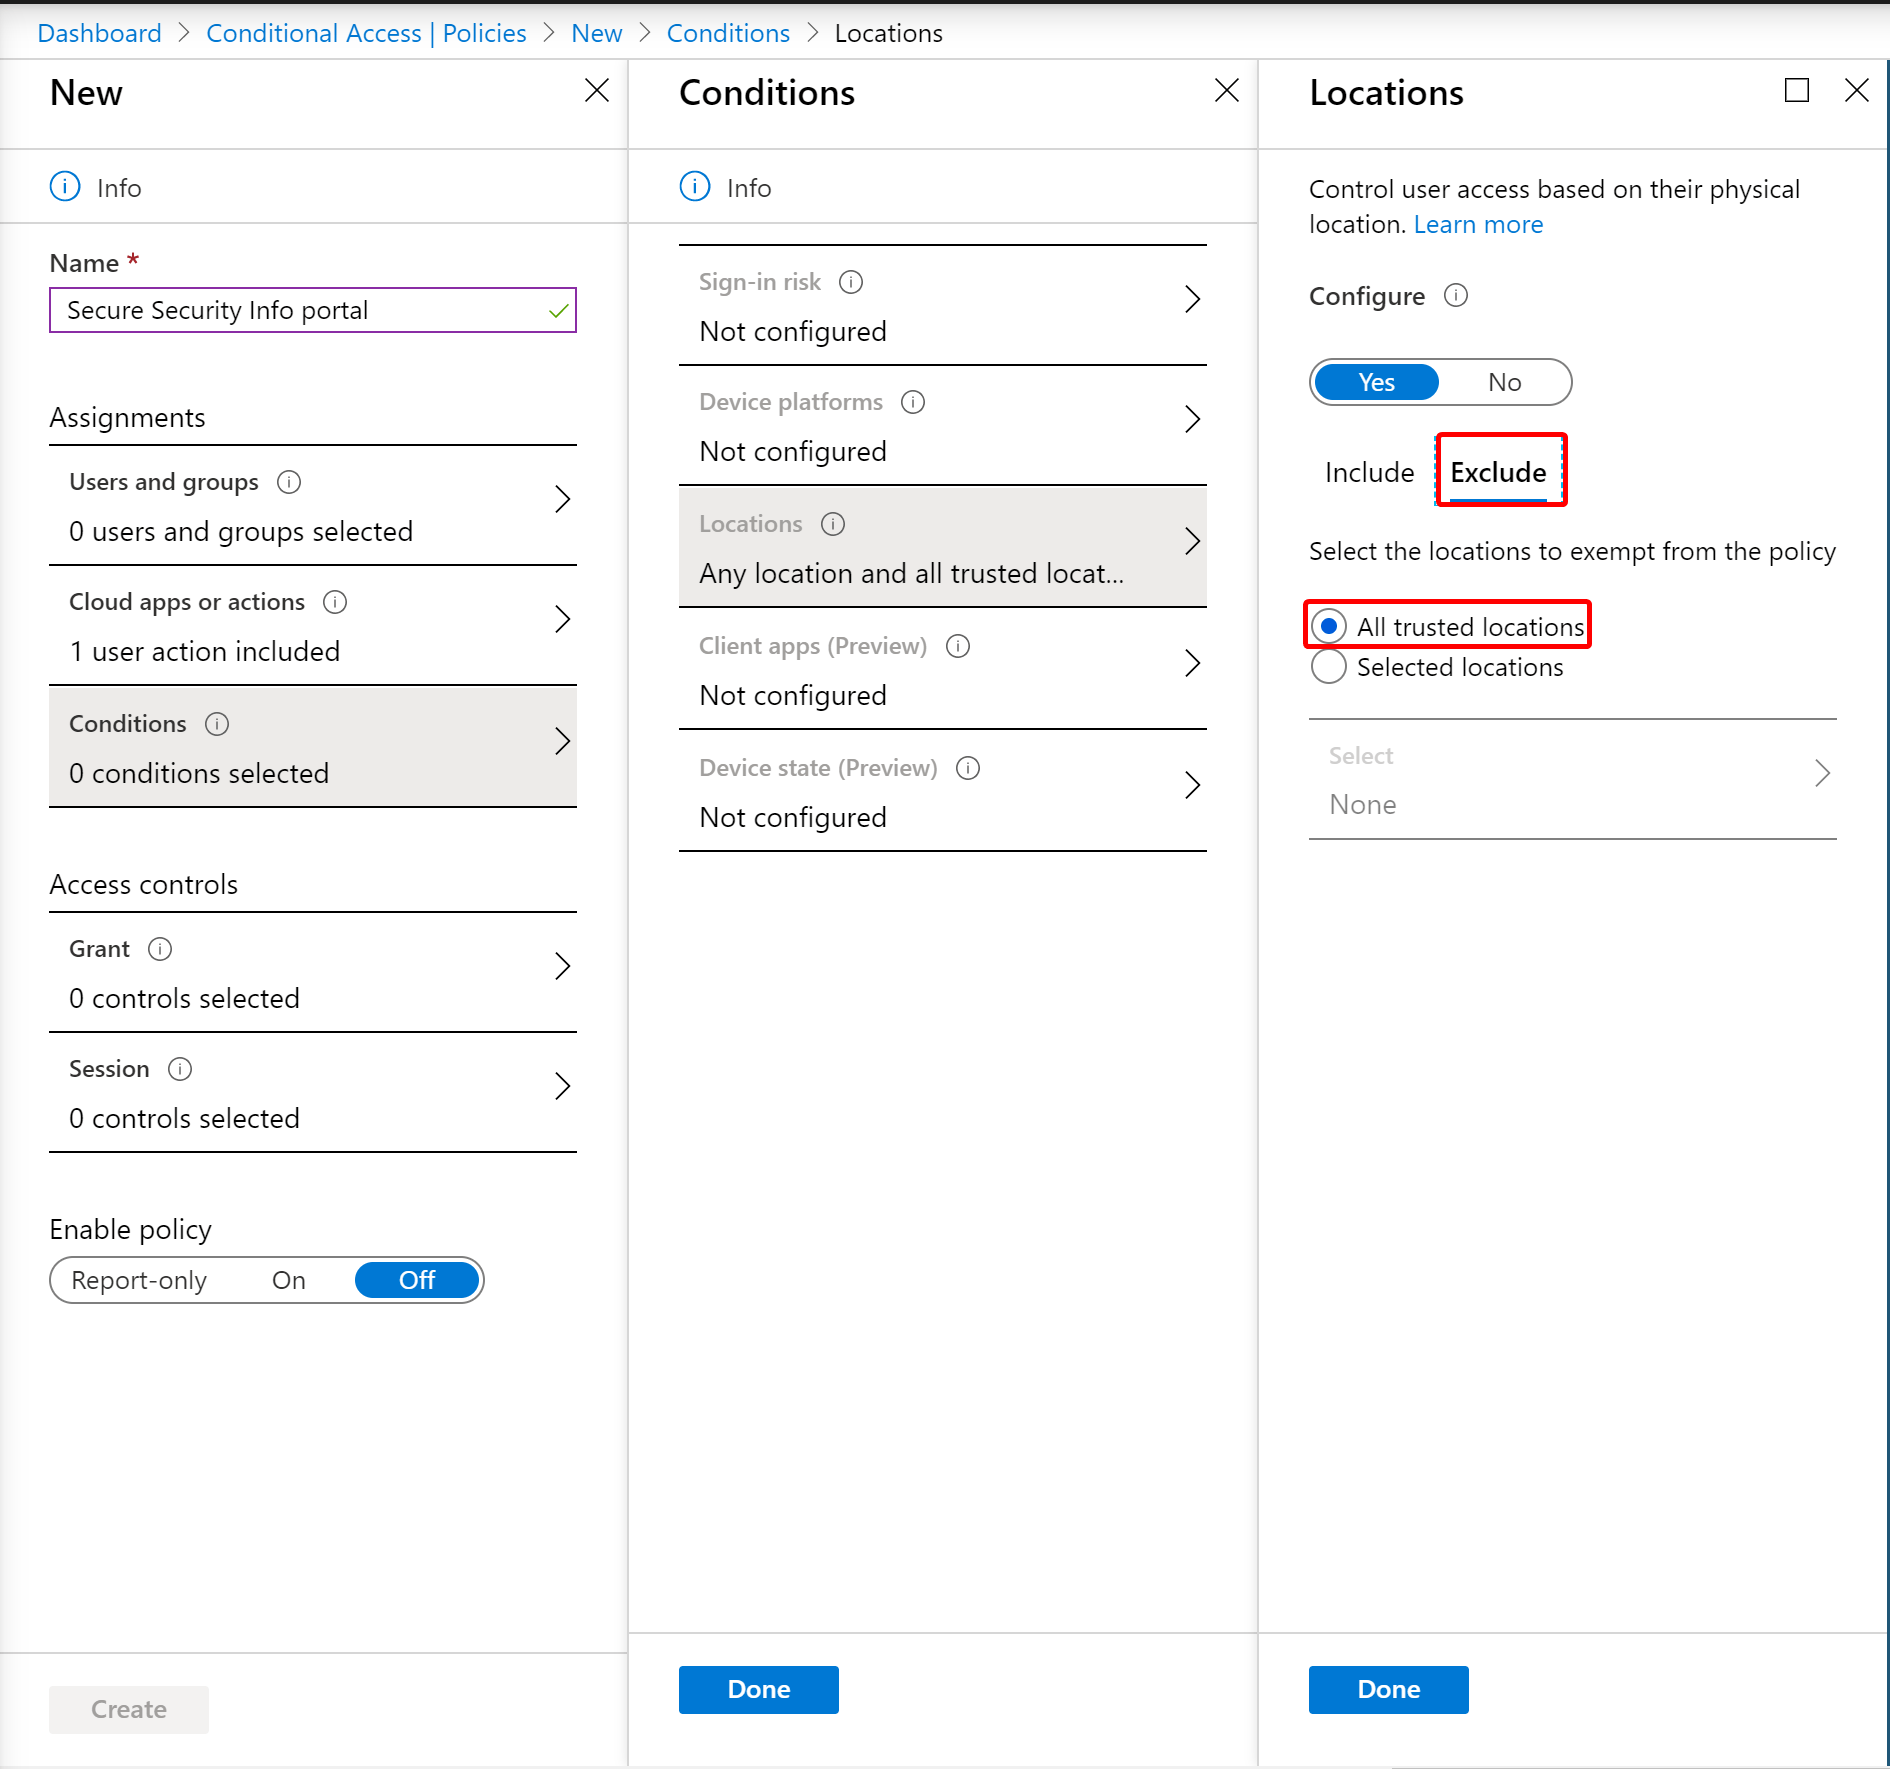 Dashboard > Conditional Access | Policies > New > Conditions > Locations
New
Info
Name *
Secure Security Info portal
Assignments
Users and groups
0 users and groups selected
Cloud apps or actions
1 user action included
Conditions
0 conditions selected
Access controls
Grant
0 controls selected
Session
0 controls selected
Enable policy
Report-only On Off
Create
Conditions
Info
Sign-in risk
Not configured
Device platforms
Not configured
Locations
Any location and all trusted locat...
Client apps (Preview)
Not configured
Device state (Preview)
Not configured
Done
Locations
Control user access based on their physical
location. Learn more
Configure
Yes No
Include Exclude
Select the locations to exempt from the policy
All trusted locations
Selected locations
Select
None
Done